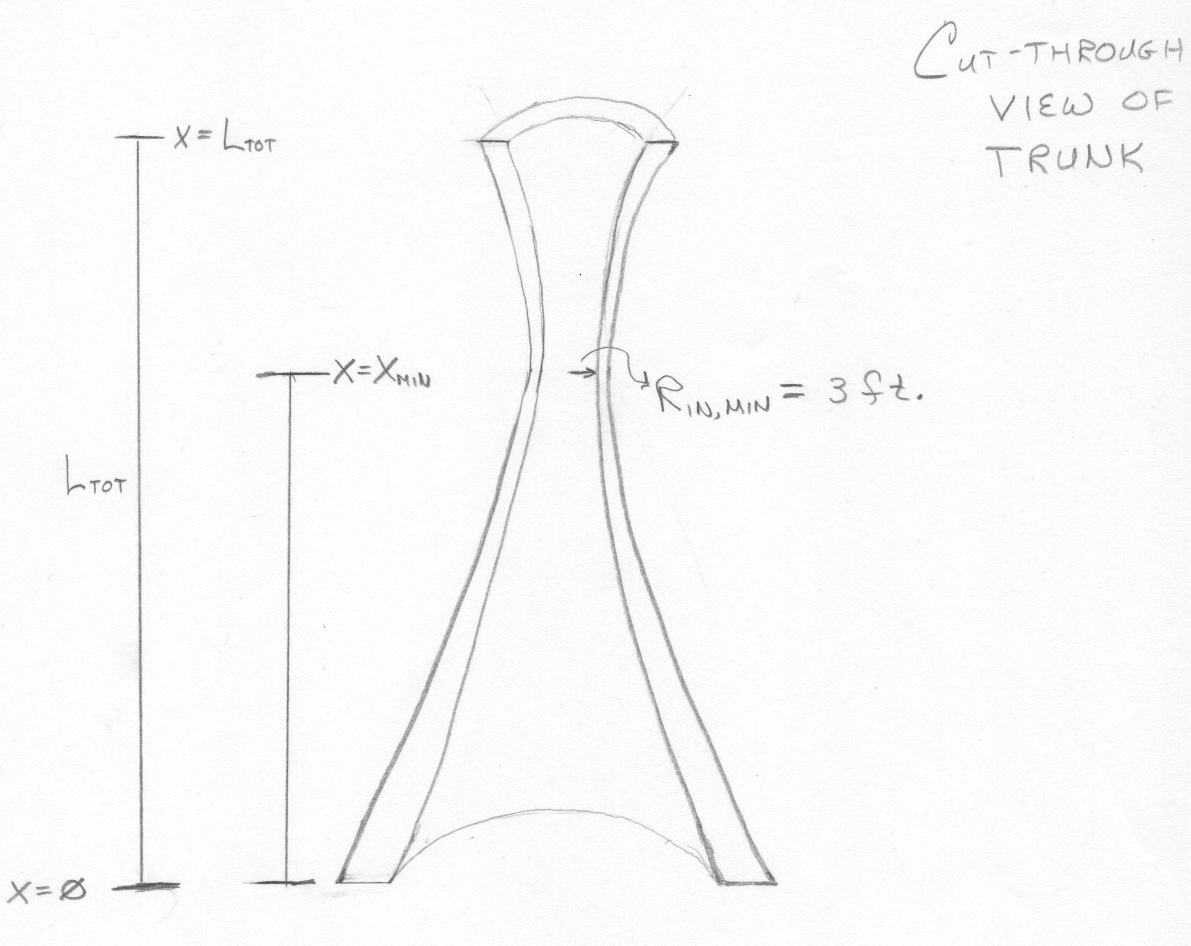 CUT-THROUGH
VIEW OF
TRUNK
X = LTOT
X = XMIN
RIN,MIN = 3 ft.
LTOT
X = Ø